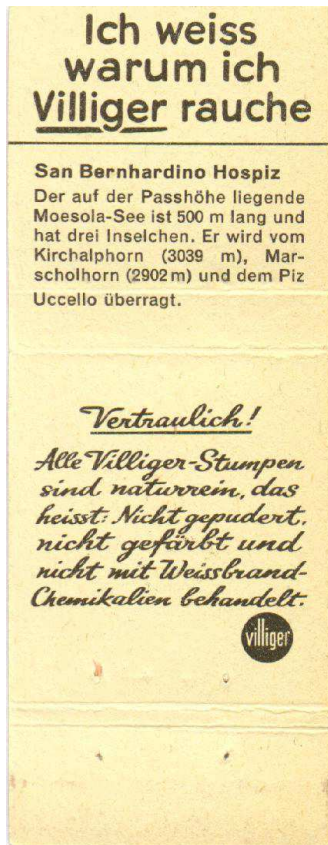 Ich weiss
warum ich
Villiger rauche
San Bernhardino Hospiz
Der auf der Passhöhe liegende
Moesola-See ist 500 m lang und
hat drei Inselchen. Er wird vom
Kirchalphorn (3039 m), Mar-
scholhorn (2902 m) und dem Piz
Uccello überragt.
Vertraulich!
Alle Villiger-Stumpen
sind naturrein, das
heisst: Nicht gepudert,
nicht gefärbt und
nicht mit Weissbrand-
Chemikalien behandelt.
villiger